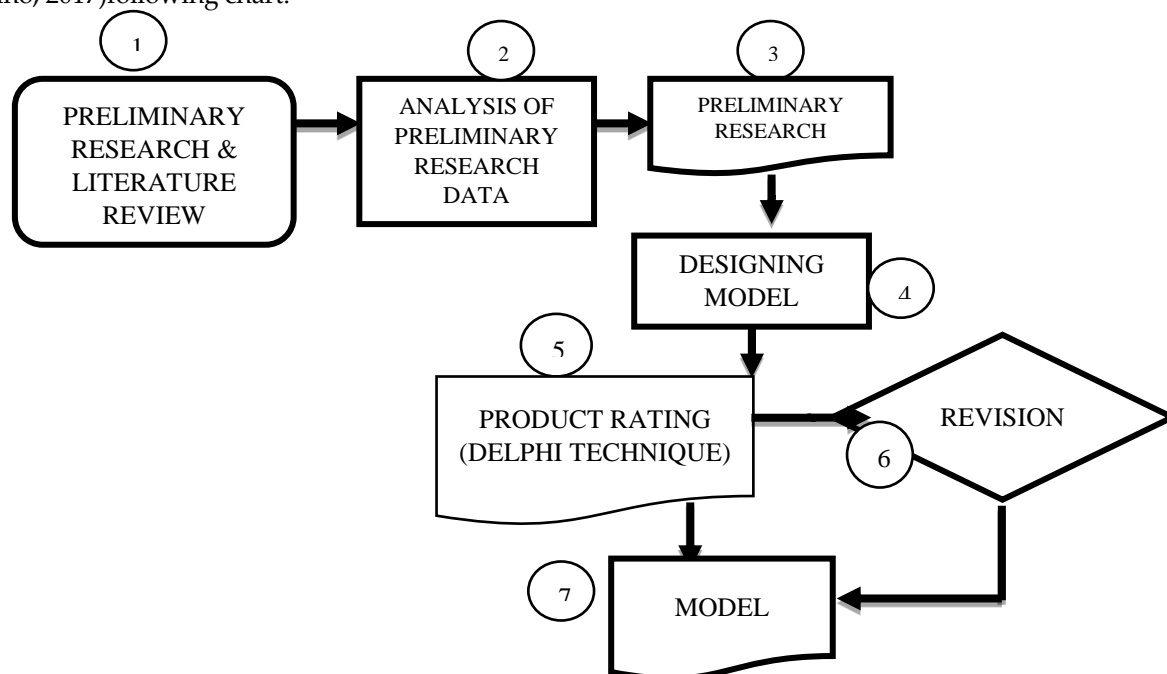 2017)following chart.
1
PRELIMINARY
RESEARCH &
LITERATURE
REVIEW
2
ANALYSIS OF
PRELIMINARY
RESEARCH
DATA
3
PRELIMINARY
RESEARCH
DESIGNING
MODEL
4
5
PRODUCT RATING
(DELPHI TECHNIQUE)
6
REVISION
7
MODEL